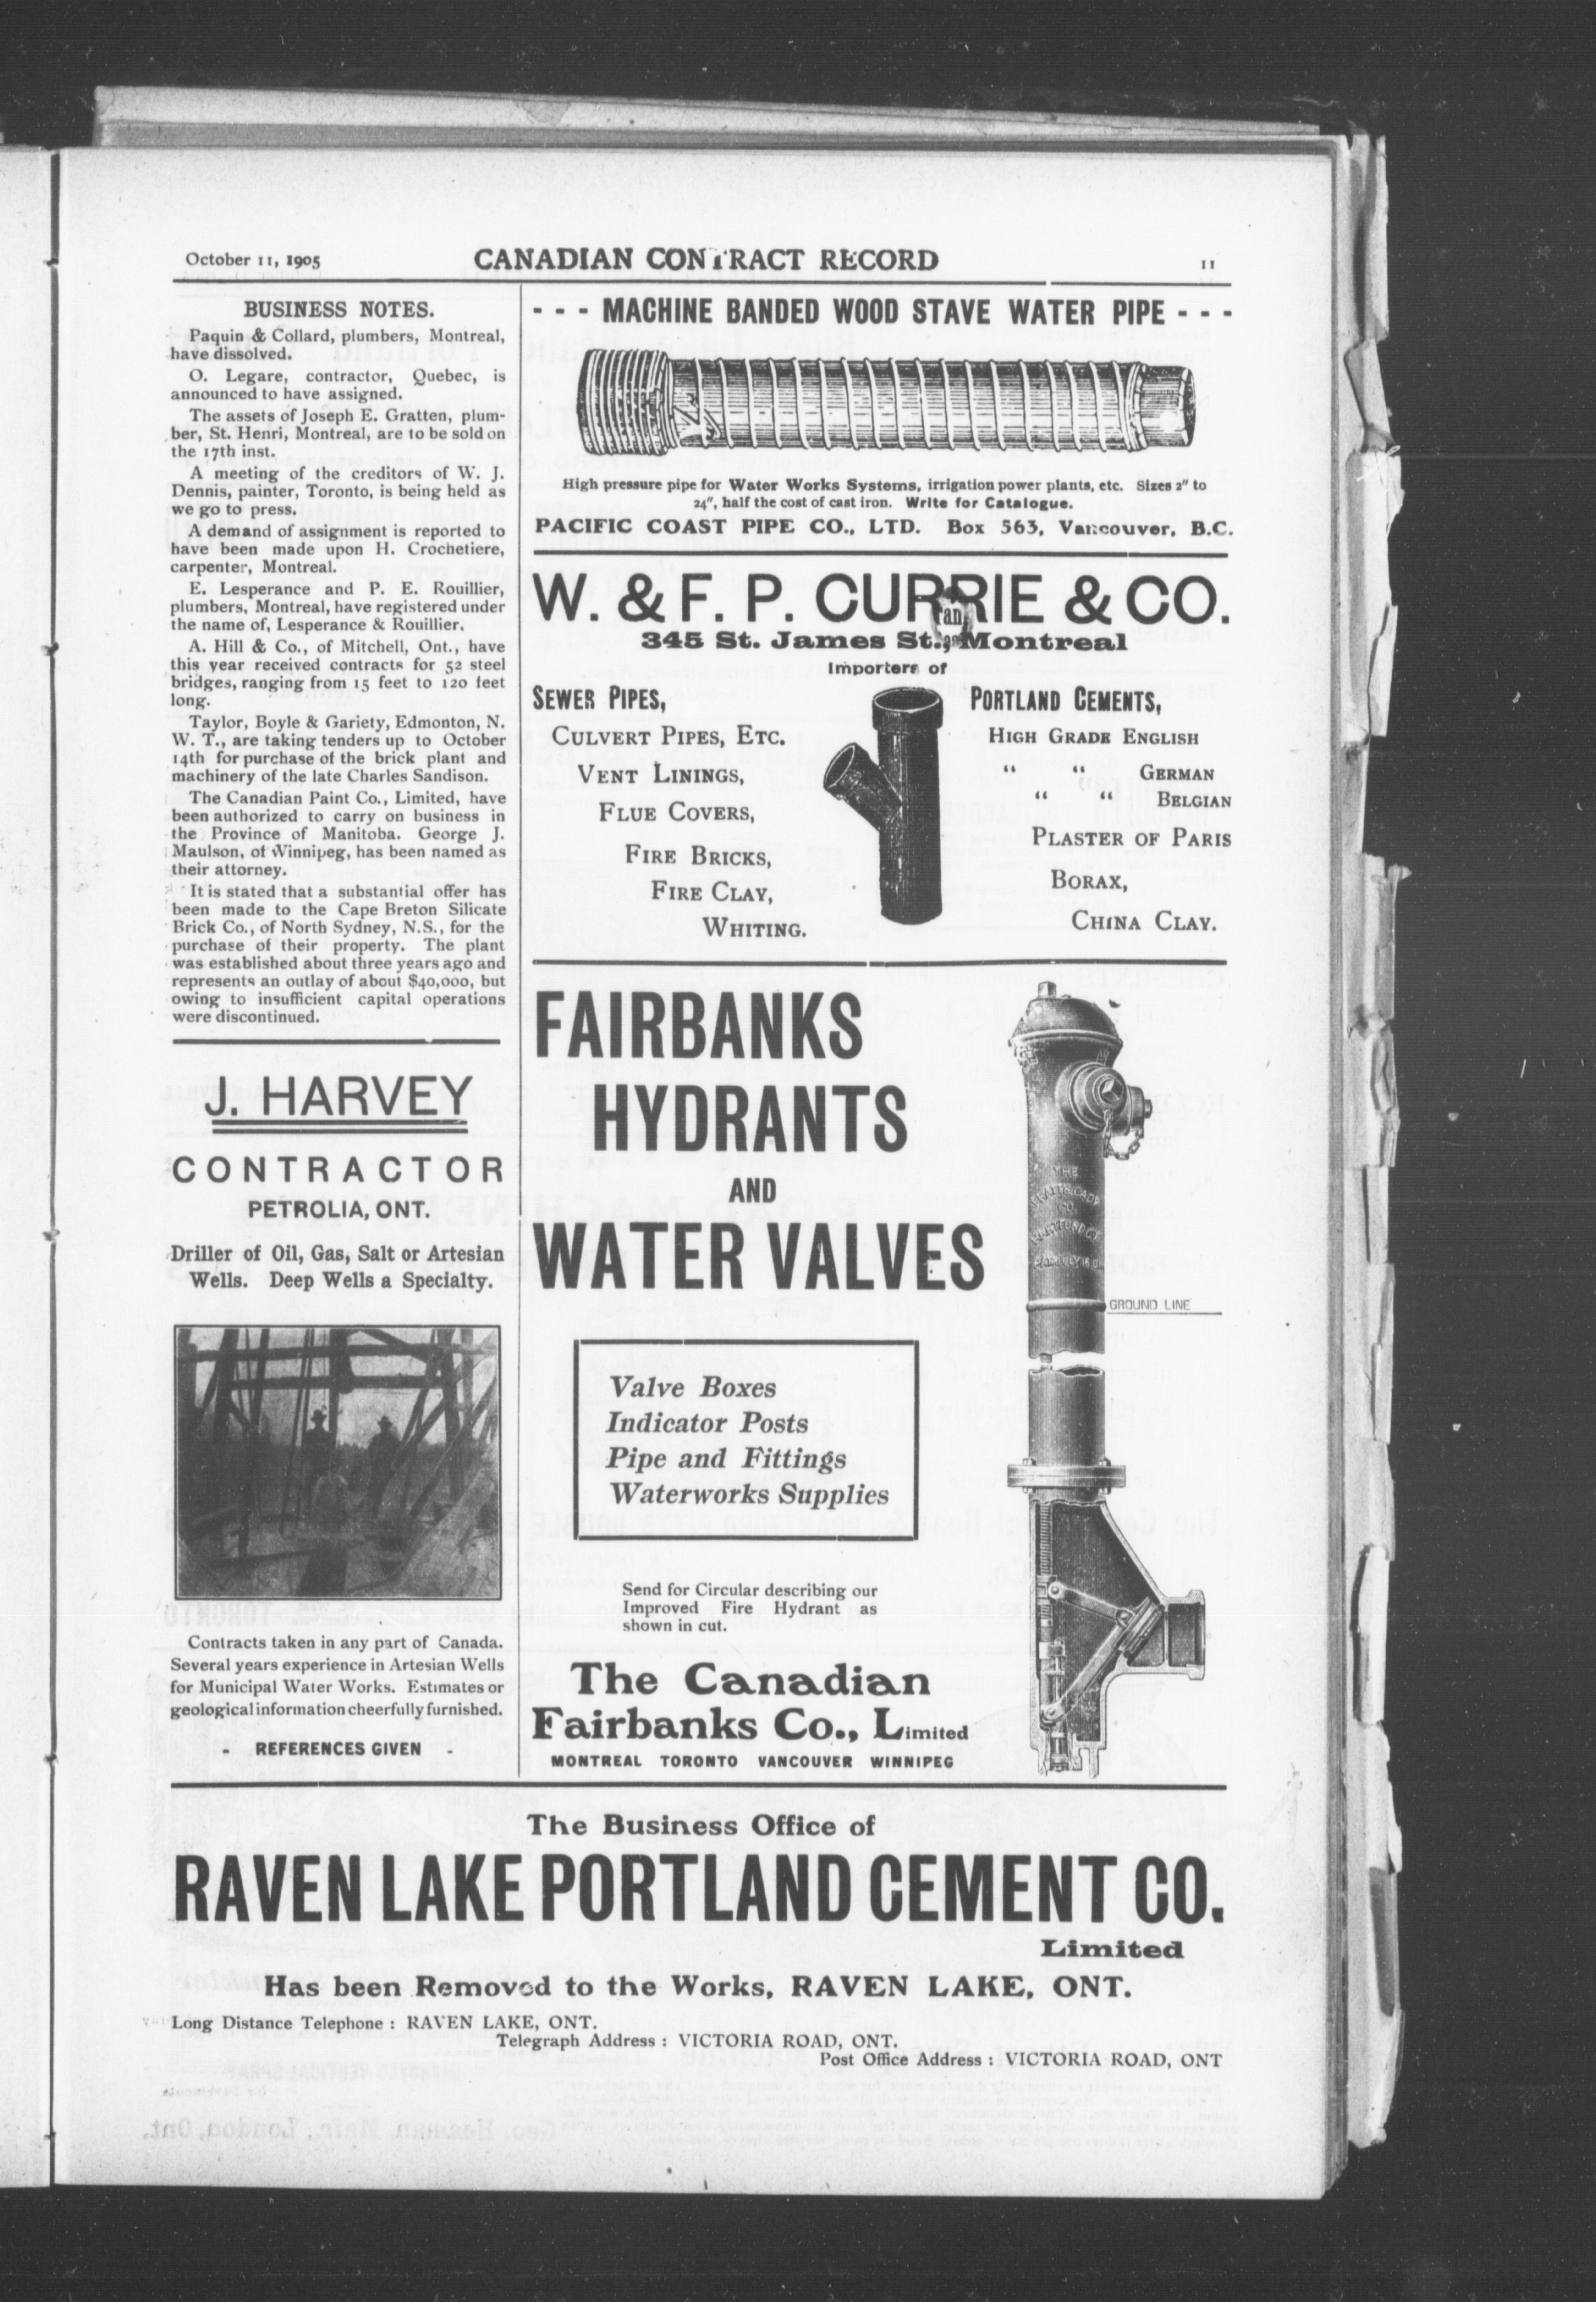 October 11, 1905
CANADIAN CONTRACT RECORD
11
BUSINESS NOTES.
Paquin & Collard, plumbers, Montreal,
have dissolved.
O. Legare, contractor, Quebec, is
announced to have assigned.
The assets of Joseph E. Gratten, plum-
ber, St. Henri, Montreal, are to be sold on
the 17th inst.
A meeting of the creditors of W. J.
Dennis, painter, Toronto, is being held as
we go to press.
A demand of assignment is reported to
have been made upon H. Crochetiere,
carpenter, Montreal.
E. Lesperance and P. E. Rouillier,
plumbers, Montreal, have registered under
the name of, Lesperance & Rouillier.
A. Hill & Co., of Mitchell, Ont., have
this year received contracts for 52 steel
bridges, ranging from 15 feet to 120 feet
long.
Taylor, Boyle & Gariety, Edmonton, N.
W. T., are taking tenders up to October
14th for purchase of the brick plant and
machinery of the late Charles Sandison.
The Canadian Paint Co., Limited, have
been authorized to carry on business in
the Province of Manitoba. George J.
Maulson, of Winnipeg, has been named as
their attorney.
It is stated that a substantial offer has
been made to the Cape Breton Silicate
Brick Co., of North Sydney, N.S., for the
purchase of their property. The plant
was established about three years ago and
represents an outlay of about $40,000, but
owing to insufficient capital operations
were discontinued.
J. HARVEY
CONTRACTOR
PETROLIA, ONT.
Driller of Oil, Gas, Salt or Artesian
Wells. Deep Wells a Specialty.
Contracts taken in any part of Canada.
Several years experience in Artesian Wells
for Municipal Water Works. Estimates or
geological information cheerfully furnished.
- REFERENCES GIVEN -
- - - MACHINE BANDED WOOD STAVE WATER PIPE - - -
High pressure pipe for Water Works Systems, irrigation power plants, etc. Sizes 2" to
24", half the cost of cast iron. Write for Catalogue.
PACIFIC COAST PIPE CO., LTD. Box 563, Vancouver, B.C.
W. & F. P. CURRIE & CO.
345 St. James St., Montreal
Importers of
SEWER PIPES,
CULVERT PIPES, ETC.
VENT LININGS,
FLUE COVERS,
FIRE BRICKS,
FIRE CLAY,
WHITING.
PORTLAND CEMENTS,
HIGH GRADE ENGLISH
" " GERMAN
" " BELGIAN
PLASTER OF PARIS
BORAX,
CHINA CLAY.
FAIRBANKS
HYDRANTS
AND
WATER VALVES
GROUND LINE
Valve Boxes
Indicator Posts
Pipe and Fittings
Waterworks Supplies
Send for Circular describing our
Improved Fire Hydrant as
shown in cut.
The Canadian
Fairbanks Co., Limited
MONTREAL TORONTO VANCOUVER WINNIPEG
The Business Office of
RAVEN LAKE PORTLAND CEMENT CO.
Limited
Has been Removed to the Works, RAVEN LAKE, ONT.
Long Distance Telephone : RAVEN LAKE, ONT.
Telegraph Address : VICTORIA ROAD, ONT.
Post Office Address : VICTORIA ROAD, ONT